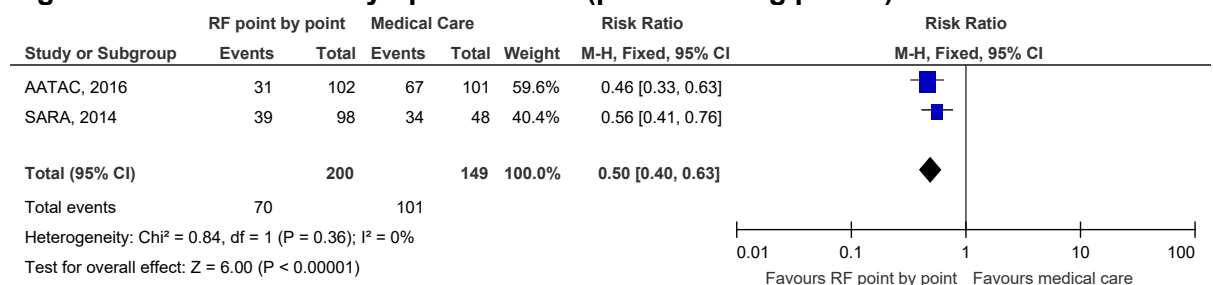 RF point by point Medical Care Risk Ratio Risk Ratio
Study or Subgroup Events Total Events Total Weight M-H, Fixed, 95% CI M-H, Fixed, 95% CI
AATAC, 2016 31 102 67 101 59.6% 0.46 [0.33, 0.63]
SARA, 2014 39 98 34 48 40.4% 0.56 [0.41, 0.76]
Total (95% CI) 200 149 100.0% 0.50 [0.40, 0.63]
Total events 70 101
Heterogeneity: Chi² = 0.84, df = 1 (P = 0.36); I² = 0%
Test for overall effect: Z = 6.00 (P < 0.00001)
0.01 0.1 1 10 100
Favours RF point by point Favours medical care